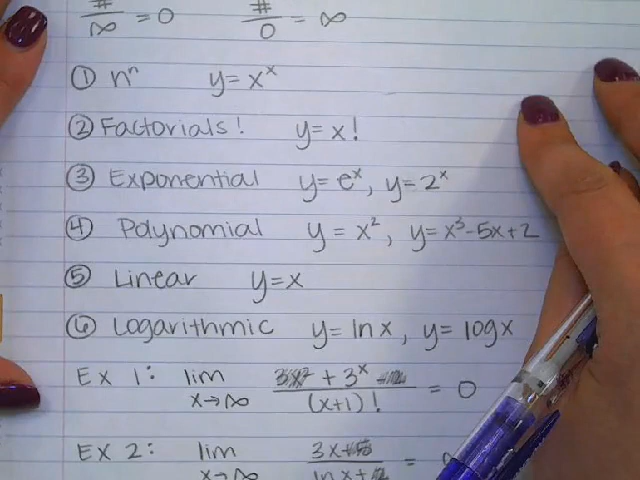 #/∞ = 0 #/0 = ∞
① nⁿ y = xˣ
② Factorials! y = x!
③ Exponential y = eˣ, y = 2ˣ
④ Polynomial y = x², y = x³ - 5x + 2
⑤ Linear y = x
⑥ Logarithmic y = ln x, y = log x
Ex 1: lim x→∞ (3x² + 3ˣ)/(x+1)! = 0
Ex 2: lim x→∞ 3x/ln x =